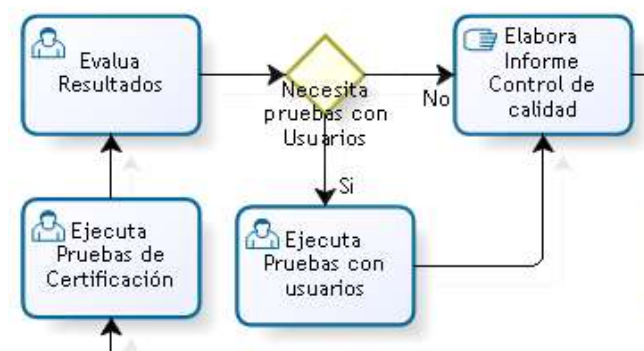 Evalua
Resultados
Necesita
pruebas con
Usuarios
No
Elabora
Informe
Control de
calidad
Si
Ejecuta
Pruebas de
Certificación
Ejecuta
Pruebas con
usuarios